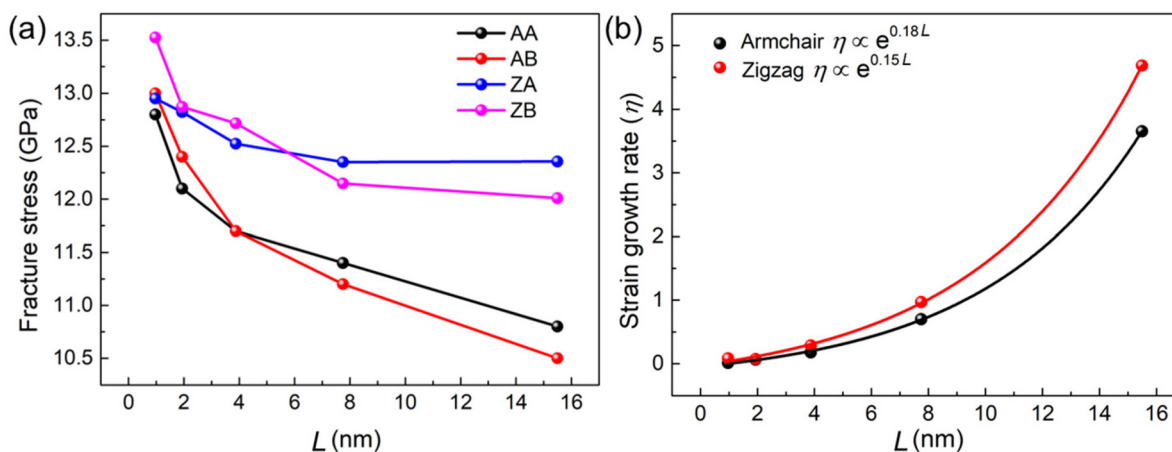 (a)
AA
AB
ZA
ZB
Fracture stress (GPa)
13.5
13.0
12.5
12.0
11.5
11.0
10.5
0 2 4 6 8 10 12 14 16
L (nm)
(b)
Armchair η ∝ e^0.18L
Zigzag η ∝ e^0.15L
Strain growth rate (η)
5
4
3
2
1
0
0 2 4 6 8 10 12 14 16
L (nm)